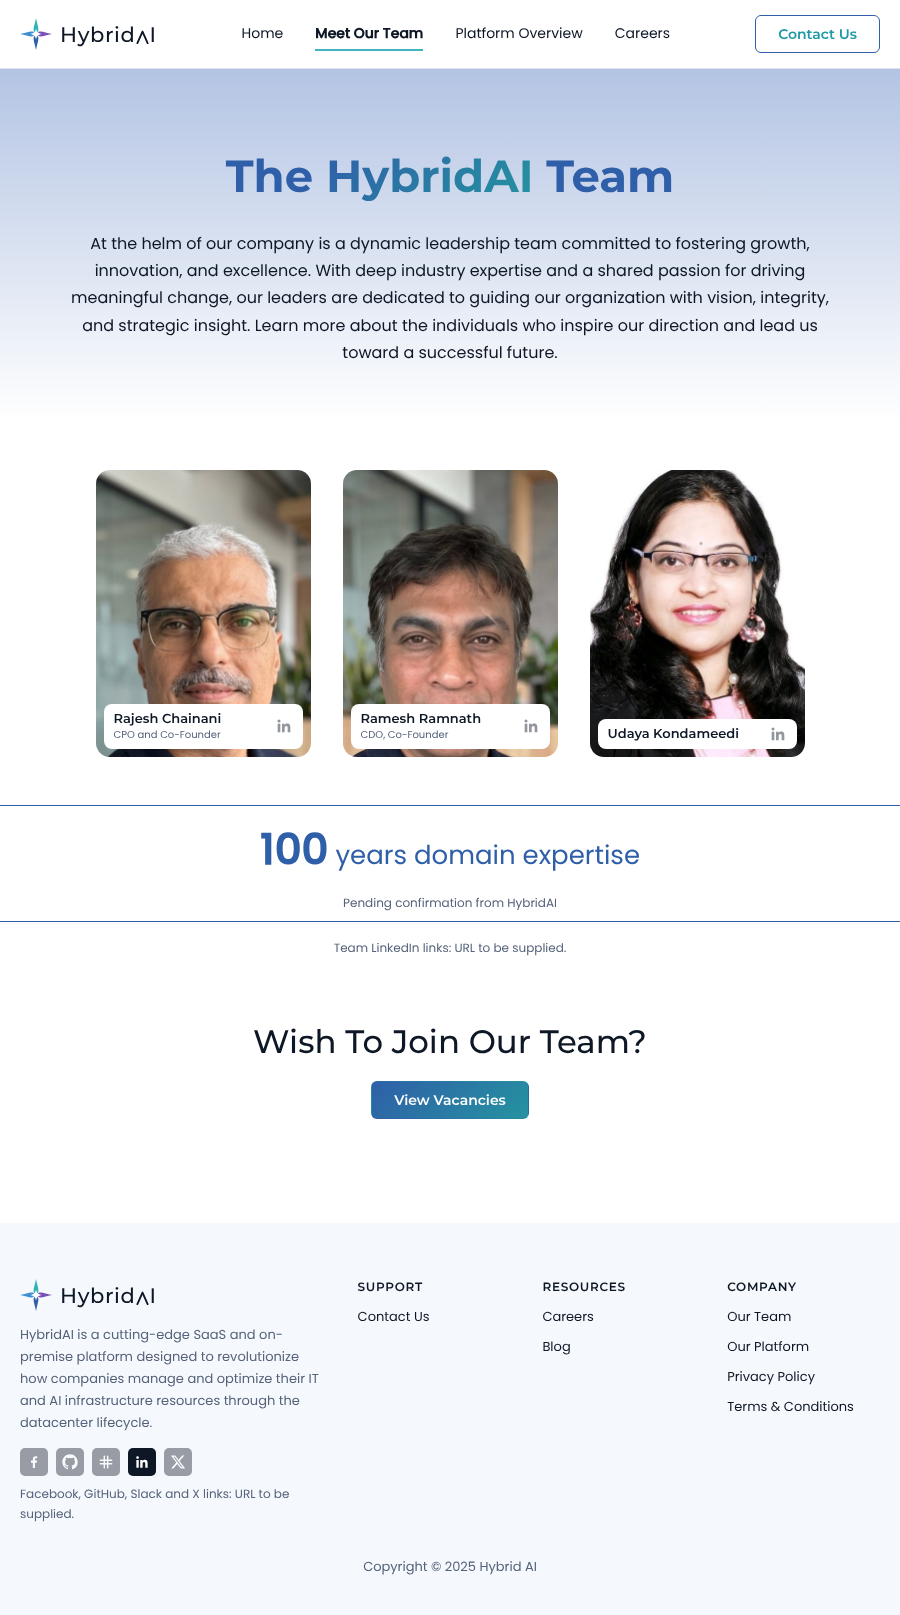 HybridAI
Home
Meet Our Team
Platform Overview
Careers
Contact Us
The HybridAI Team
At the helm of our company is a dynamic leadership team committed to fostering growth,
innovation, and excellence. With deep industry expertise and a shared passion for driving
meaningful change, our leaders are dedicated to guiding our organization with vision, integrity,
and strategic insight. Learn more about the individuals who inspire our direction and lead us
toward a successful future.
Rajesh Chainani
CPO and Co-Founder
in
Ramesh Ramnath
CDO, Co-Founder
in
Udaya Kondameedi
in
100 years domain expertise
Pending confirmation from HybridAI
Team LinkedIn links: URL to be supplied.
Wish To Join Our Team?
View Vacancies
HybridAI
HybridAI is a cutting-edge SaaS and on-
premise platform designed to revolutionize
how companies manage and optimize their IT
and AI infrastructure resources through the
datacenter lifecycle.
f
in
X
Facebook, GitHub, Slack and X links: URL to be
supplied.
SUPPORT
Contact Us
RESOURCES
Careers
Blog
COMPANY
Our Team
Our Platform
Privacy Policy
Terms & Conditions
Copyright © 2025 Hybrid AI